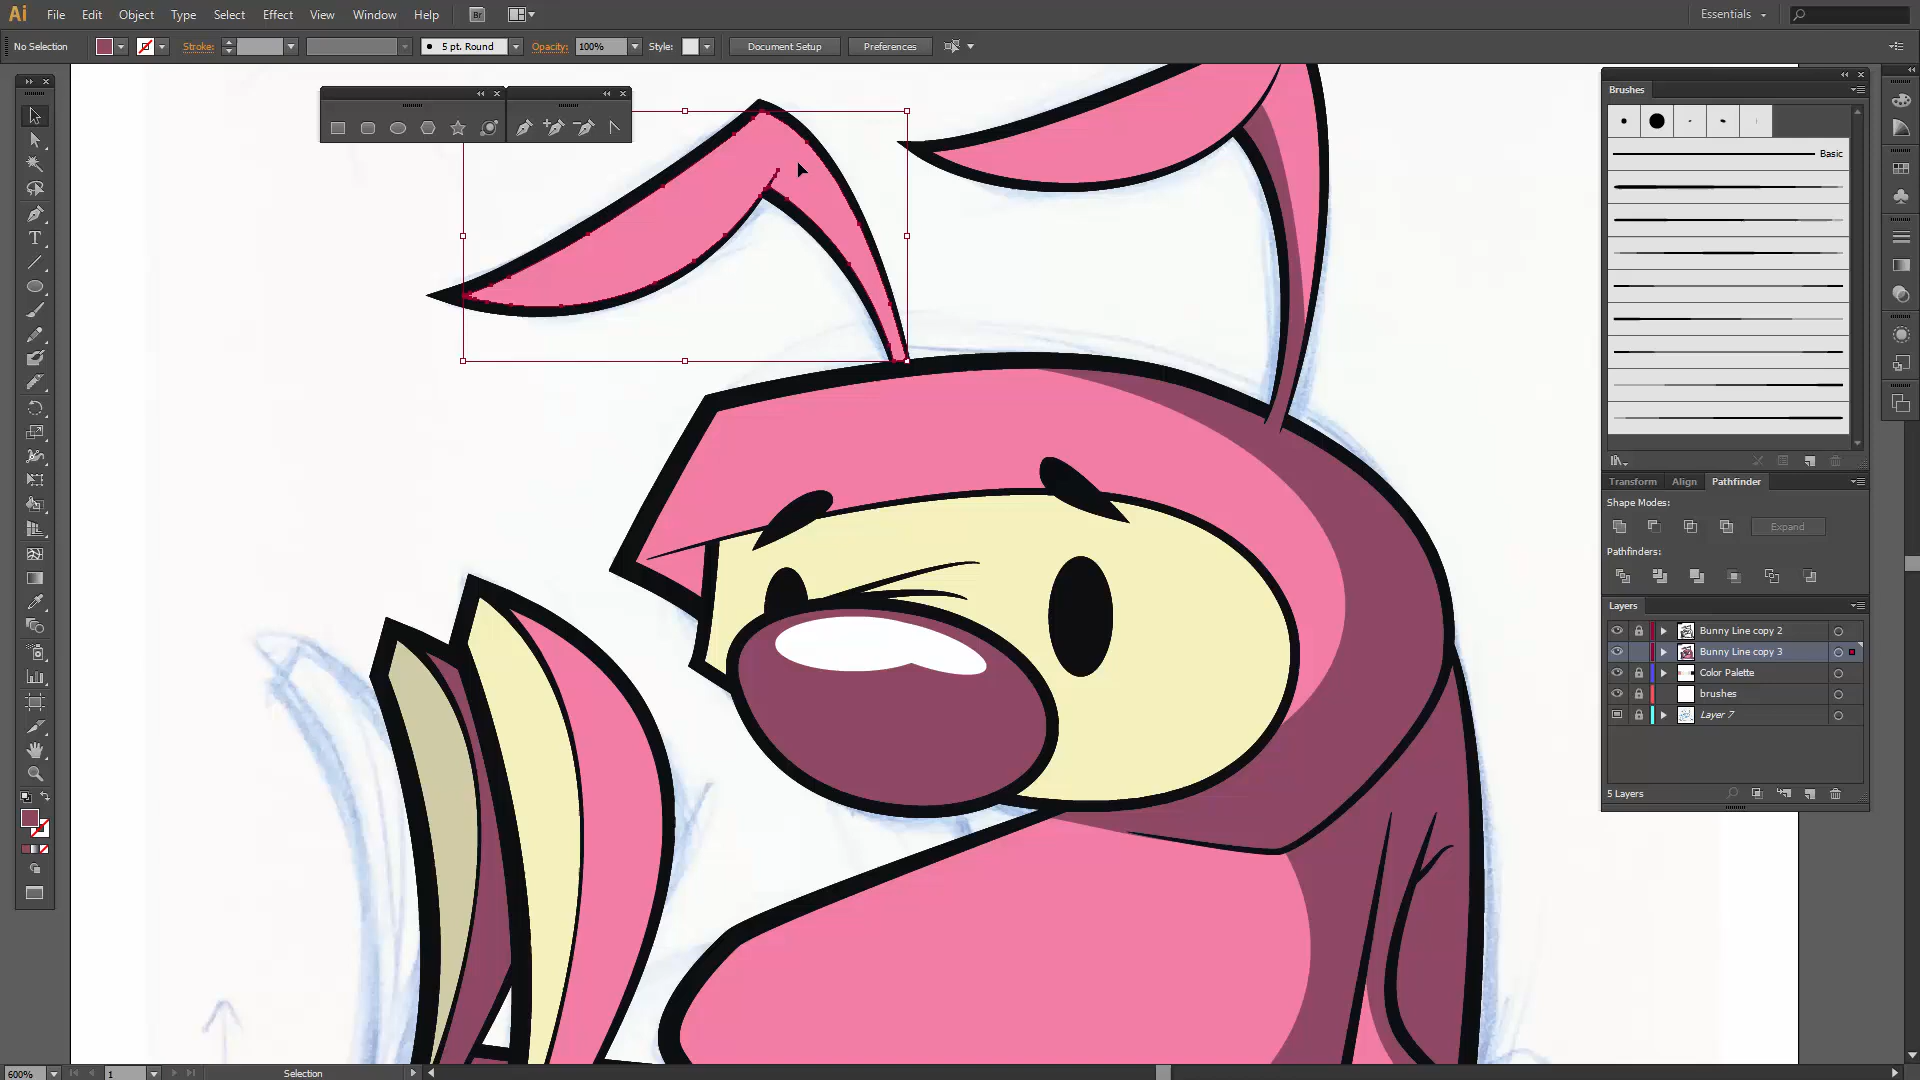 Ai File Edit Object Type Select Effect View Window Help Br Essentials
No Selection Stroke: 5 pt. Round Opacity: 100% Style: Document Setup Preferences
Brushes
Basic
Transform Align Pathfinder
Shape Modes:
Expand
Pathfinders:
Layers
Bunny Line copy 2
Bunny Line copy 3
Color Palette
brushes
Layer 7
5 Layers
600% 1 Selection